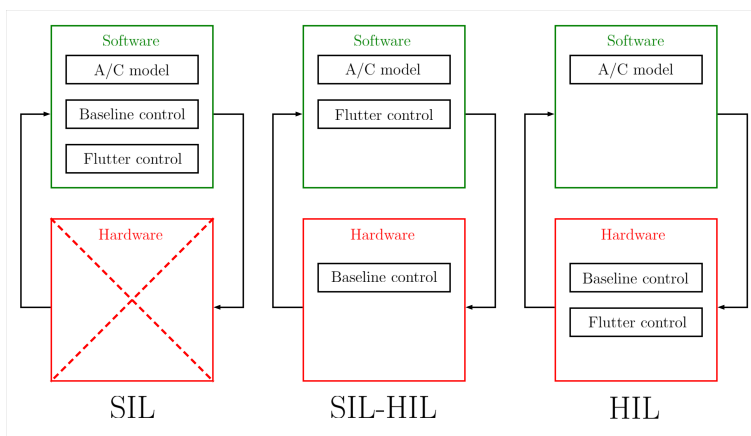 Software
A/C model
Baseline control
Flutter control
Hardware
SIL
Software
A/C model
Flutter control
Hardware
Baseline control
SIL-HIL
Software
A/C model
Hardware
Baseline control
Flutter control
HIL